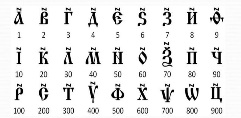 А҃ В҃ Г҃ Д҃ Є҃ Ѕ҃ З҃ И҃ Ѳ҃
1 2 3 4 5 6 7 8 9
І҃ К҃ Л҃ М҃ Н҃ О҃ Ѯ҃ П҃ Ч҃
10 20 30 40 50 60 70 80 90
Р҃ С҃ Т҃ У҃ Ф҃ Х҃ Ѱ҃ Ѡ҃ Ц҃
100 200 300 400 500 600 700 800 900